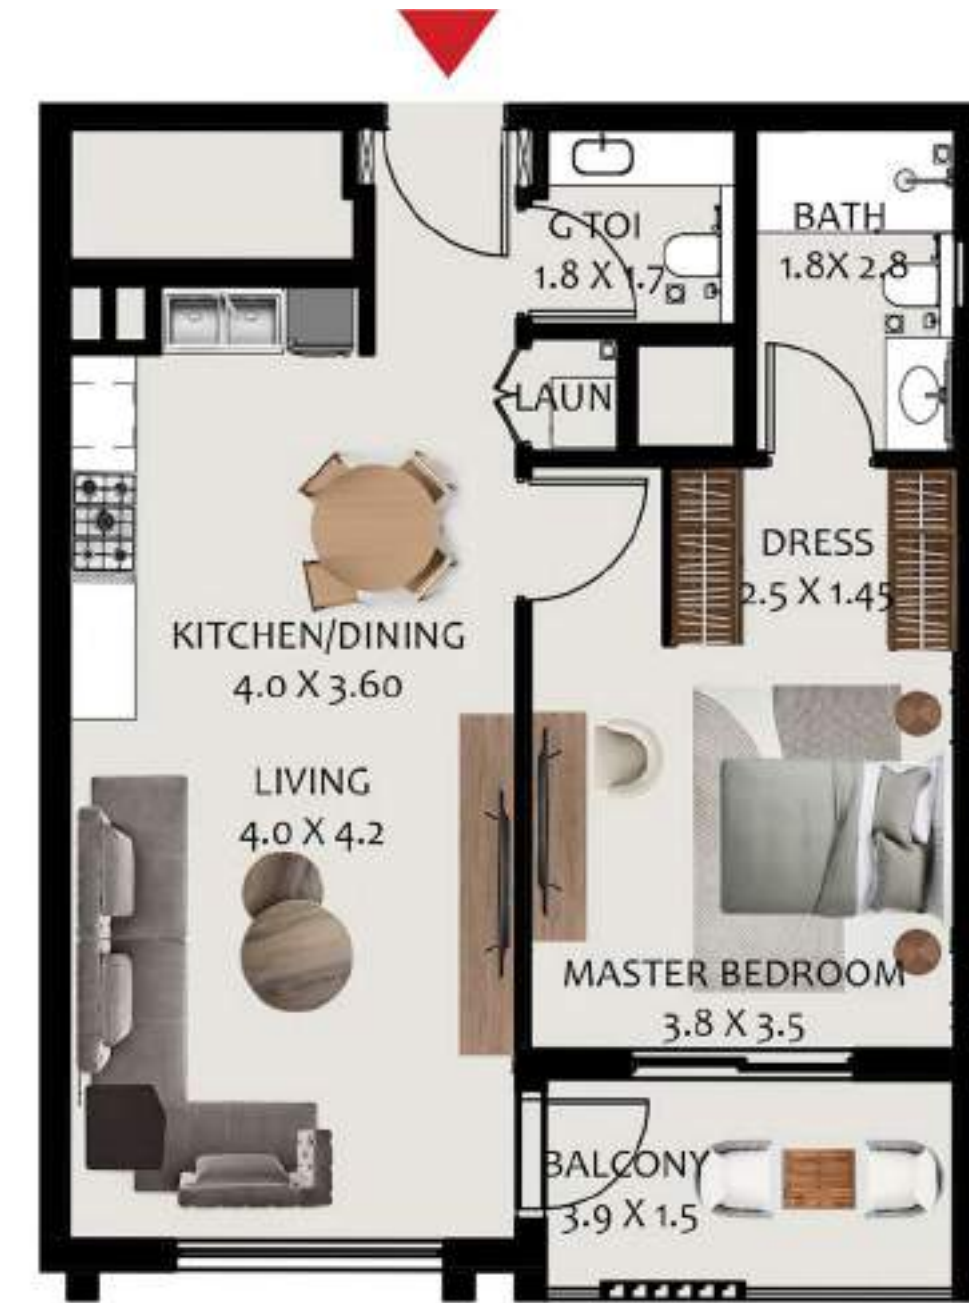 G TOI
1.8 X 1.7
BATH
1.8X 2.8
LAUN
DRESS
2.5 X 1.45
KITCHEN/DINING
4.0 X 3.60
LIVING
4.0 X 4.2
MASTER BEDROOM
3.8 X 3.5
BALCONY
3.9 X 1.5